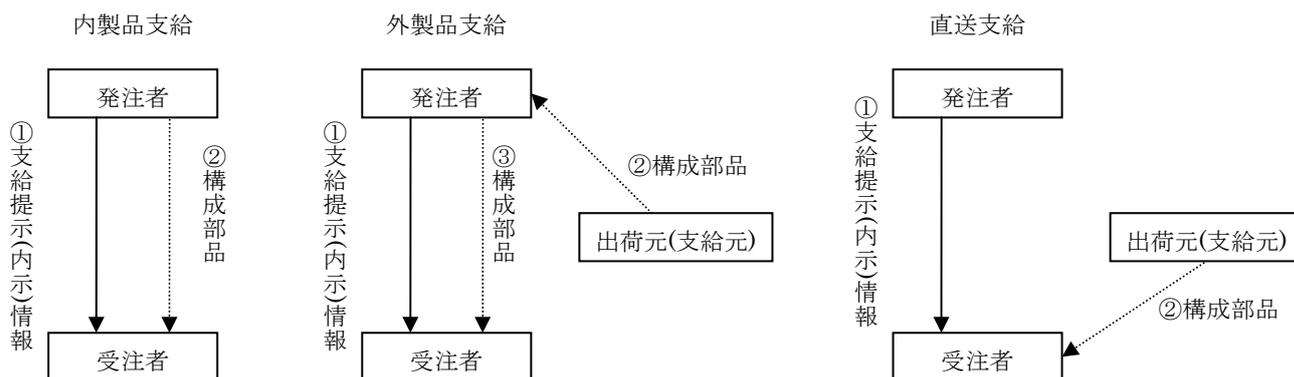 内製品支給
発注者
①支給提示(内示)情報
②構成部品
受注者
外製品支給
発注者
①支給提示(内示)情報
③構成部品
②構成部品
出荷元(支給元)
受注者
直送支給
発注者
①支給提示(内示)情報
出荷元(支給元)
②構成部品
受注者